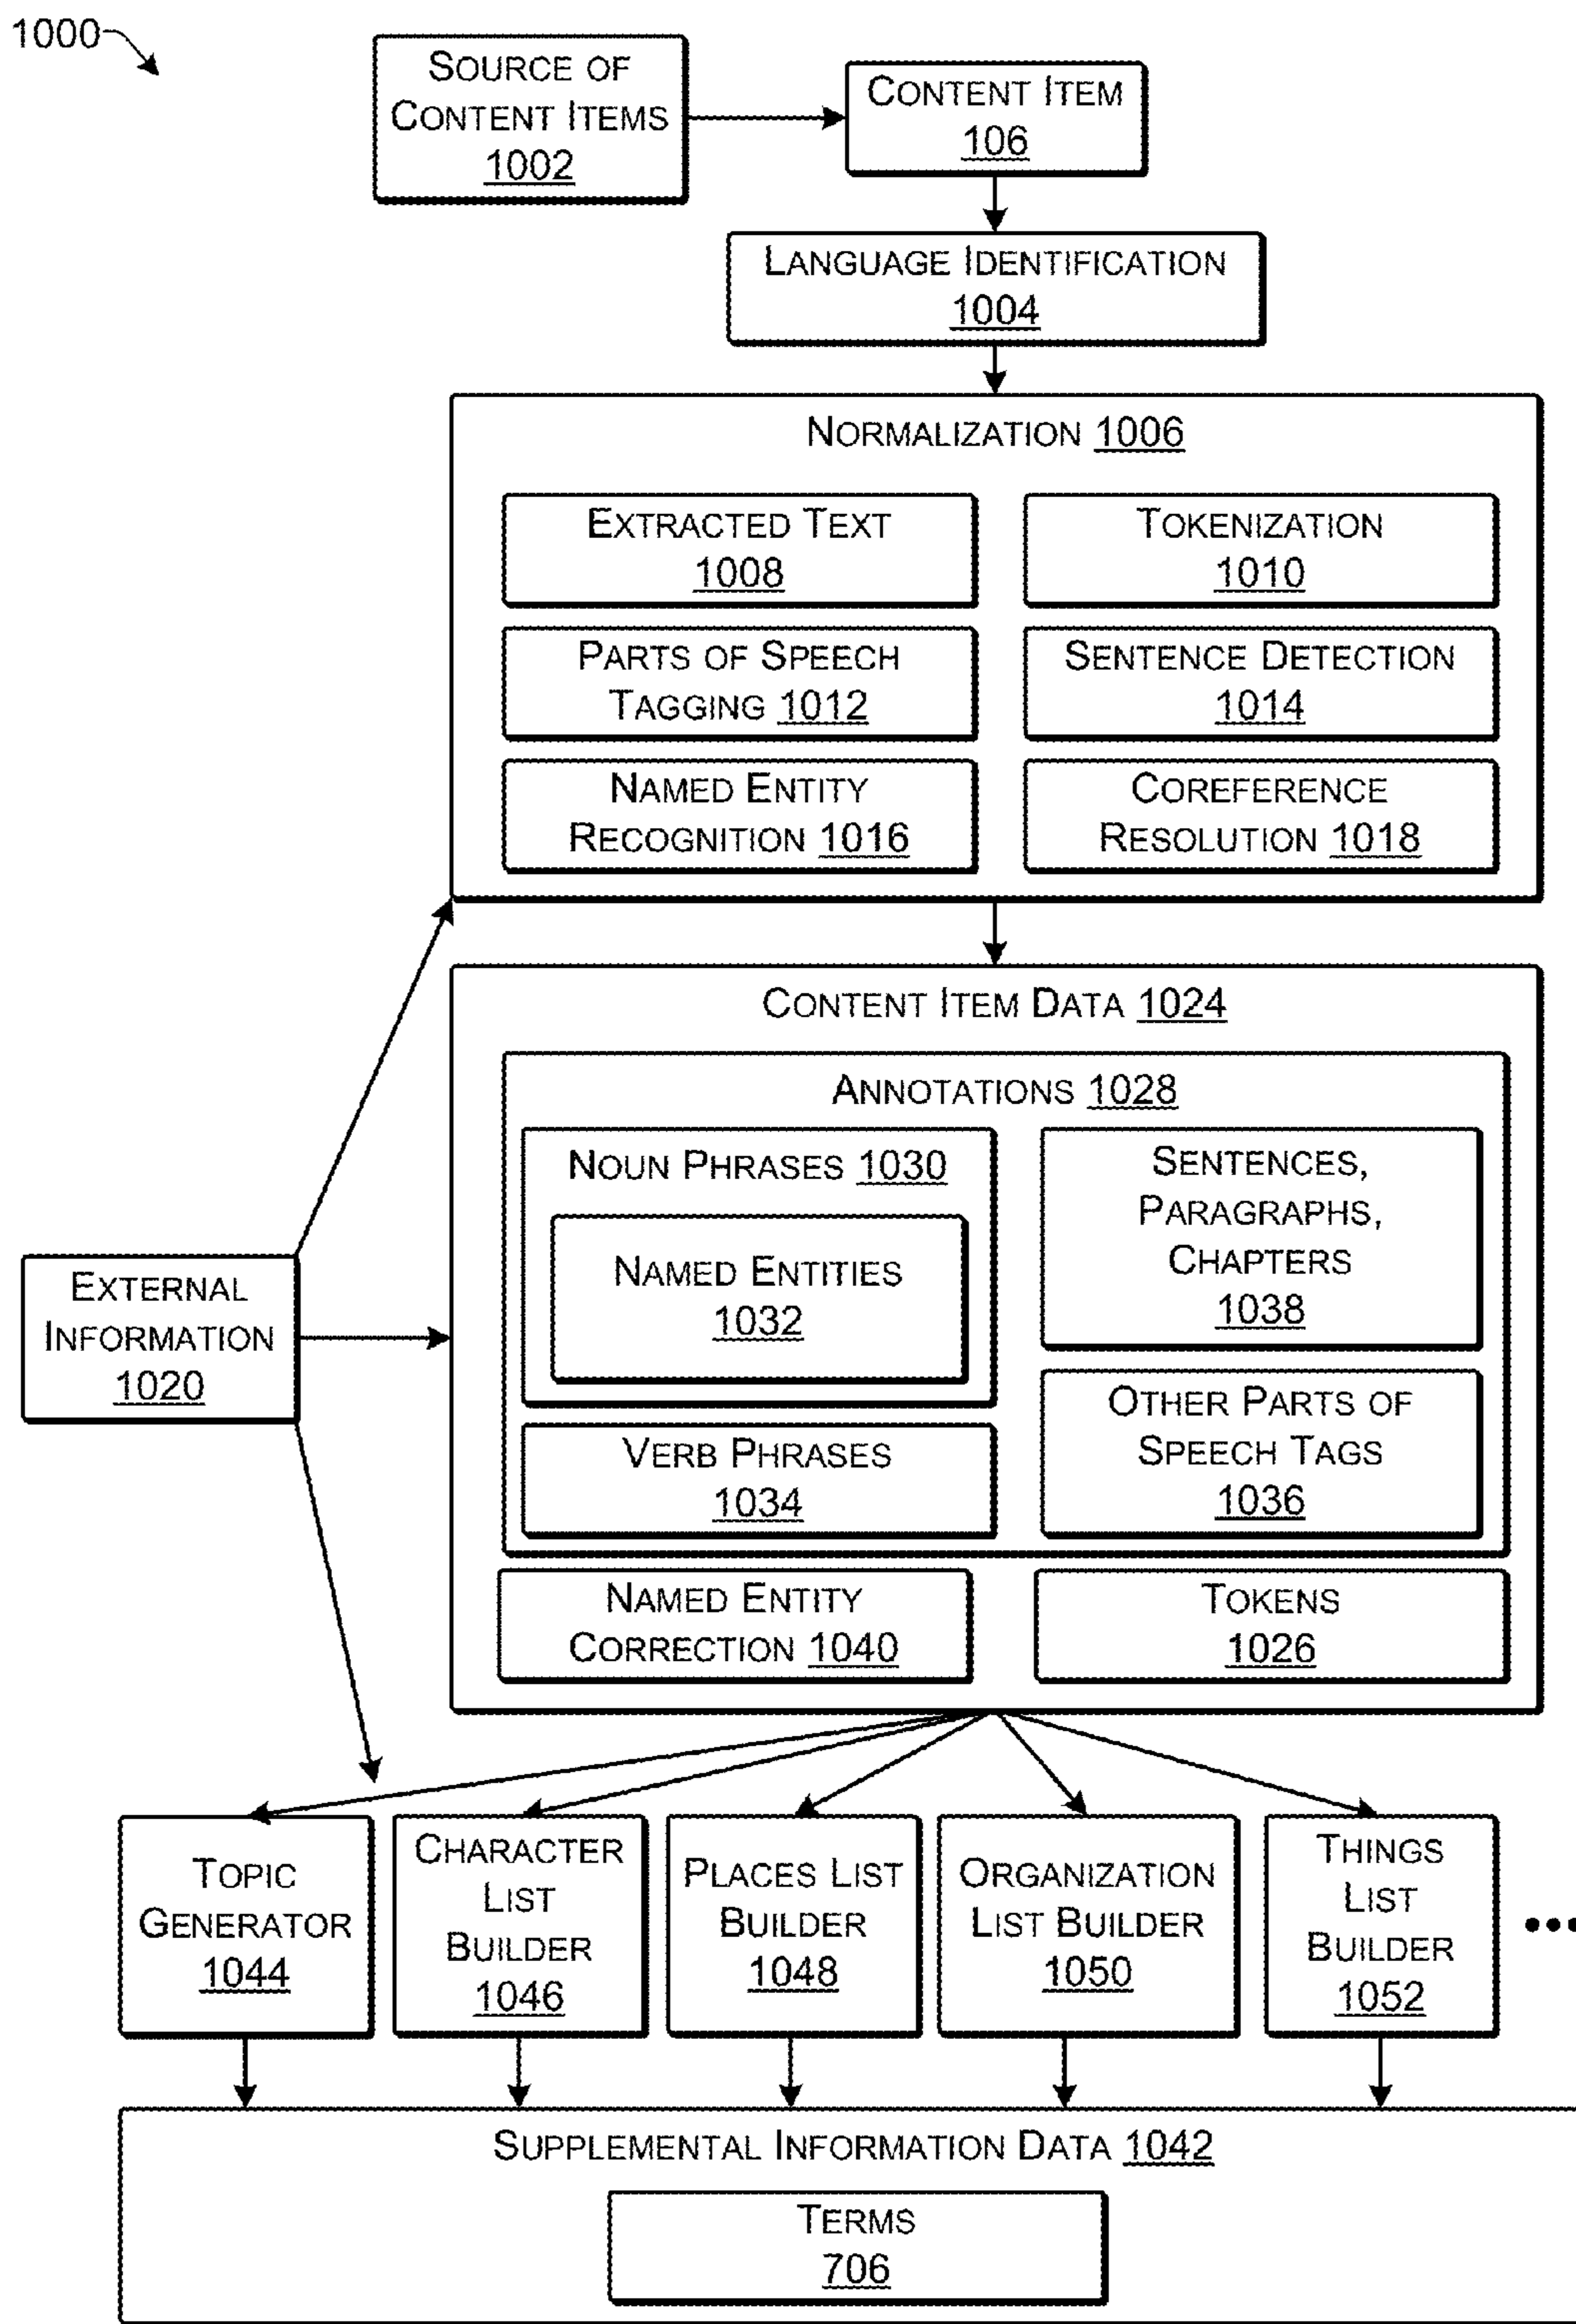 1000
SOURCE OF
CONTENT ITEMS
1002
CONTENT ITEM
106
LANGUAGE IDENTIFICATION
1004
NORMALIZATION 1006
EXTRACTED TEXT
1008
TOKENIZATION
1010
PARTS OF SPEECH
TAGGING 1012
SENTENCE DETECTION
1014
NAMED ENTITY
RECOGNITION 1016
COREFERENCE
RESOLUTION 1018
EXTERNAL
INFORMATION
1020
CONTENT ITEM DATA 1024
ANNOTATIONS 1028
NOUN PHRASES 1030
NAMED ENTITIES
1032
SENTENCES,
PARAGRAPHS,
CHAPTERS
1038
VERB PHRASES
1034
OTHER PARTS OF
SPEECH TAGS
1036
NAMED ENTITY
CORRECTION 1040
TOKENS
1026
TOPIC
GENERATOR
1044
CHARACTER
LIST
BUILDER
1046
PLACES LIST
BUILDER
1048
ORGANIZATION
LIST BUILDER
1050
THINGS
LIST
BUILDER
1052
•••
SUPPLEMENTAL INFORMATION DATA 1042
TERMS
706